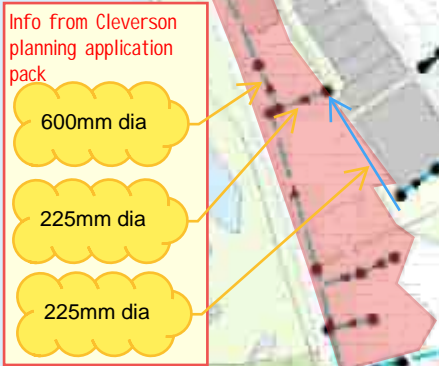 Info from Cleverson
planning application
pack
600mm dia
225mm dia
225mm dia